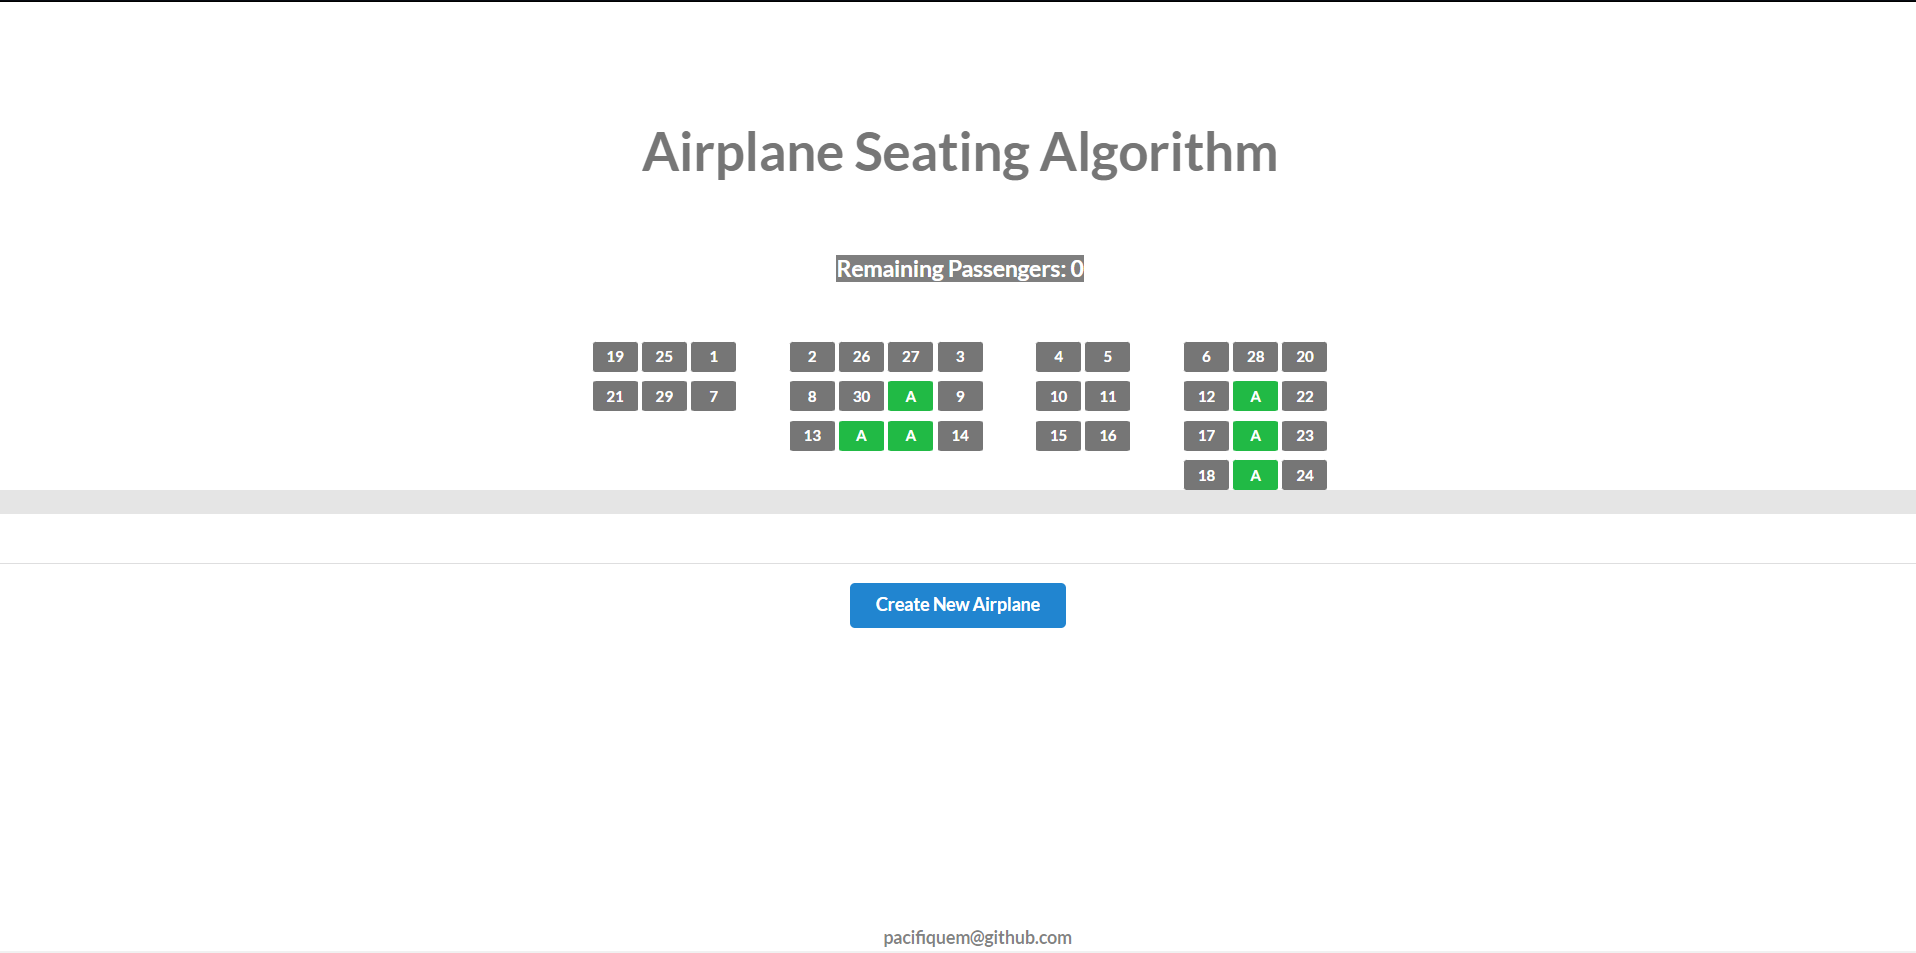 Airplane Seating Algorithm
Remaining Passengers: 0
19 25 1 2 26 27 3 4 5 6 28 20
21 29 7 8 30 A 9 10 11 12 A 22
13 A A 14 15 16 17 A 23
18 A 24
Create New Airplane
pacifiquem@github.com